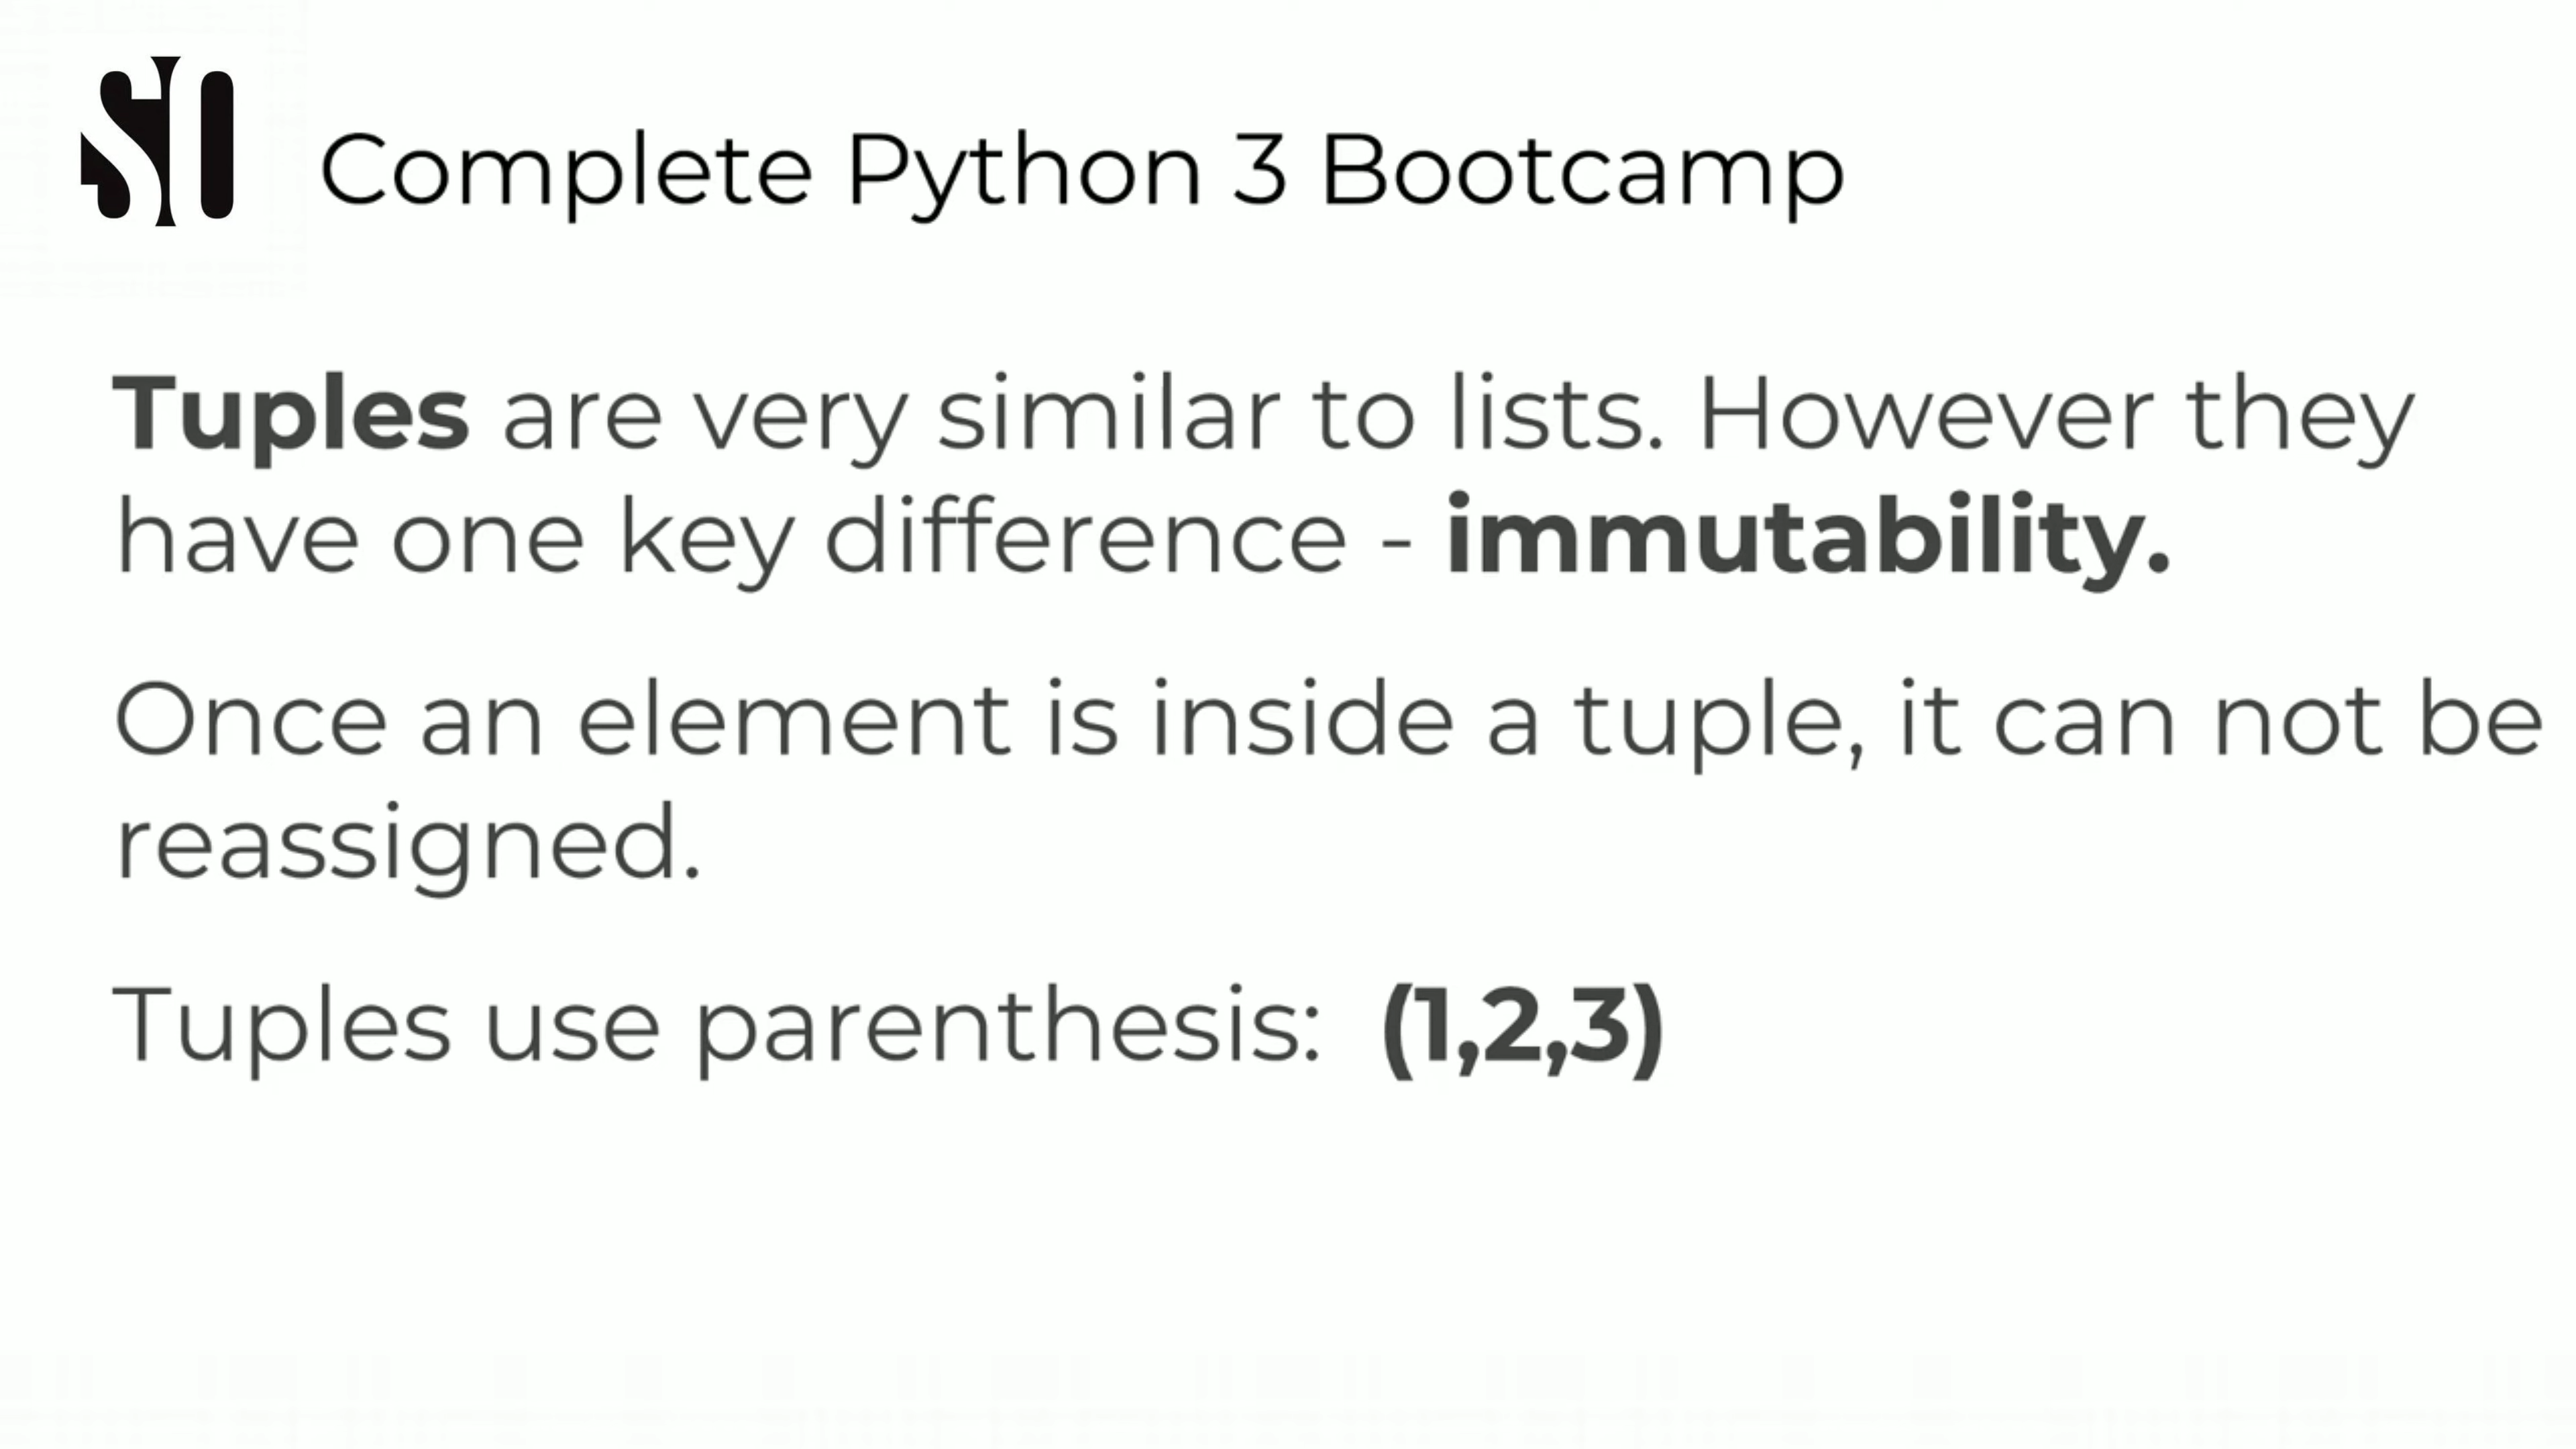 Complete Python 3 Bootcamp
Tuples are very similar to lists. However they
have one key difference - immutability.
Once an element is inside a tuple, it can not be
reassigned.
Tuples use parenthesis: (1,2,3)